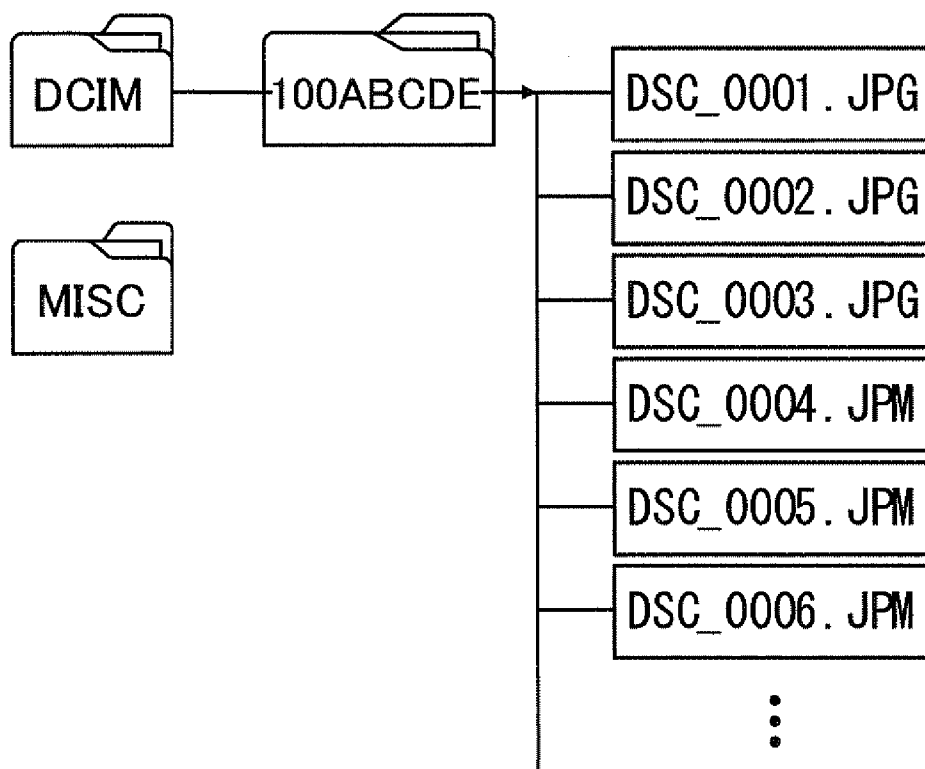 DCIM
100ABCDE
DSC_0001.JPG
DSC_0002.JPG
DSC_0003.JPG
MISC
DSC_0004.JPM
DSC_0005.JPM
DSC_0006.JPM